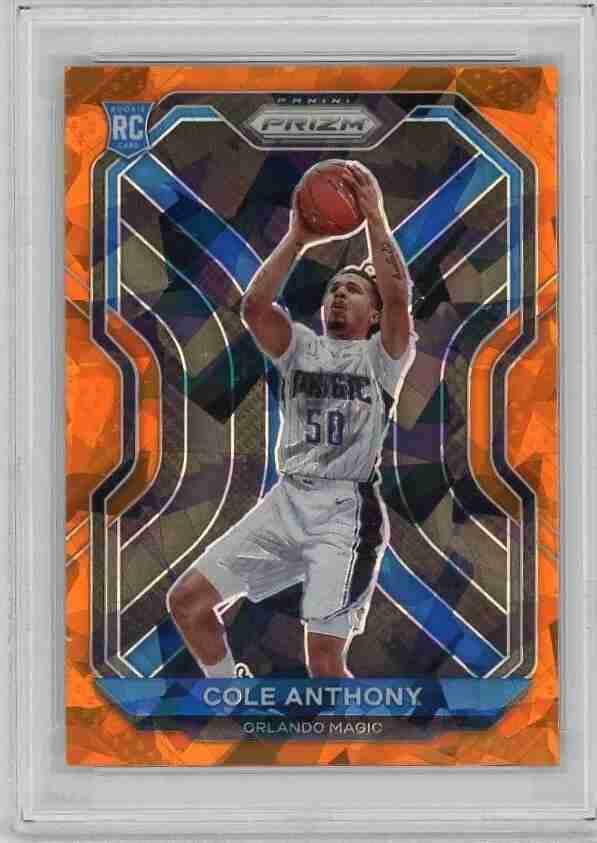 PANINI
PRIZM
ROOKIE
RC
CARD
MAGIC
50
COLE ANTHONY
ORLANDO MAGIC